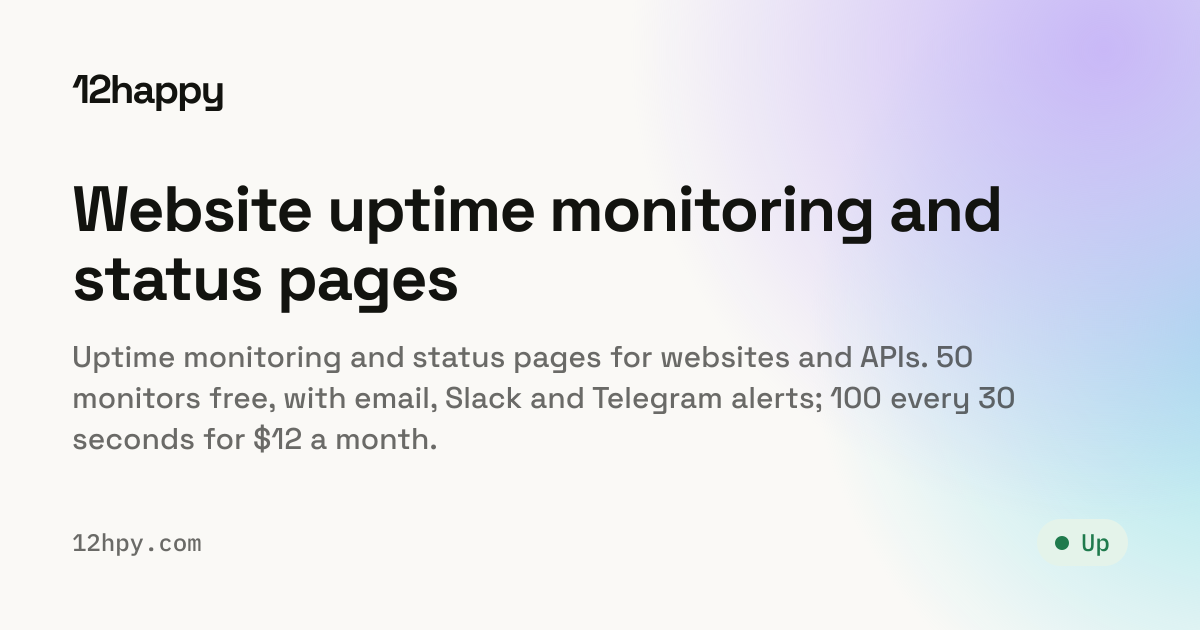 12happy
Website uptime monitoring and
status pages
Uptime monitoring and status pages for websites and APIs. 50
monitors free, with email, Slack and Telegram alerts; 100 every 30
seconds for $12 a month.
12hpy.com
Up